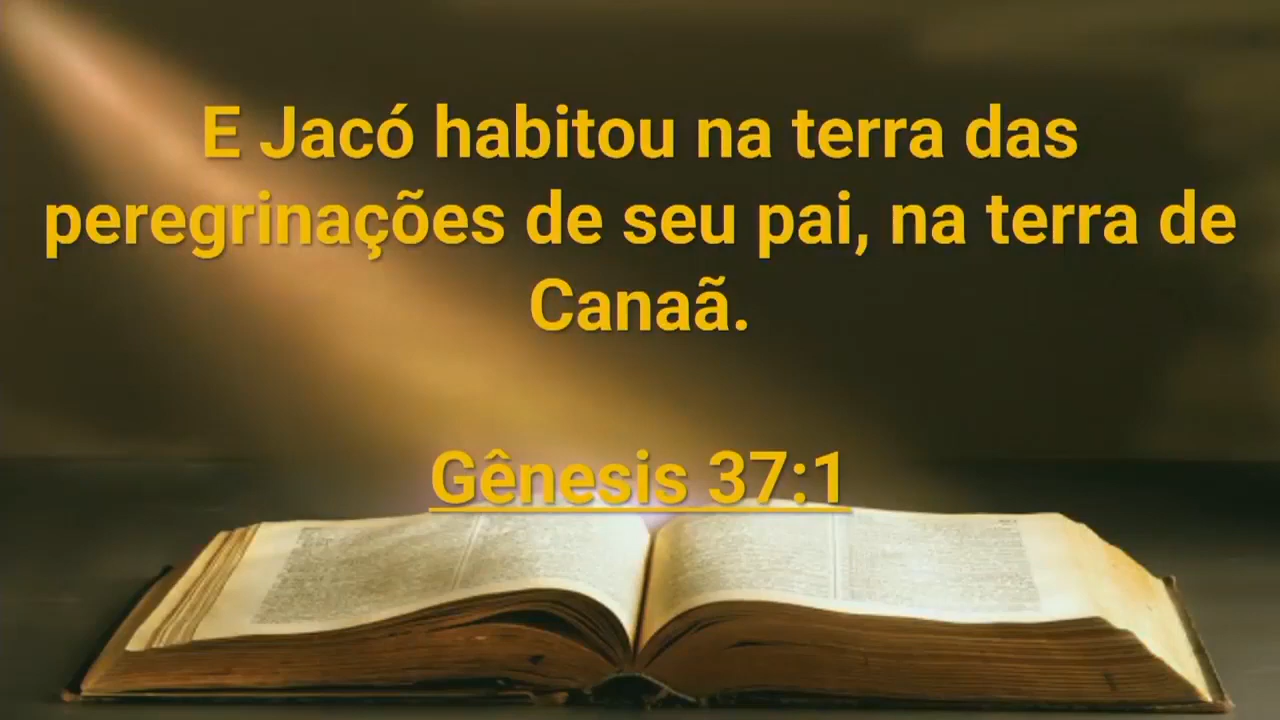 E Jacó habitou na terra das
peregrinações de seu pai, na terra de
Canaã.
Gênesis 37:1